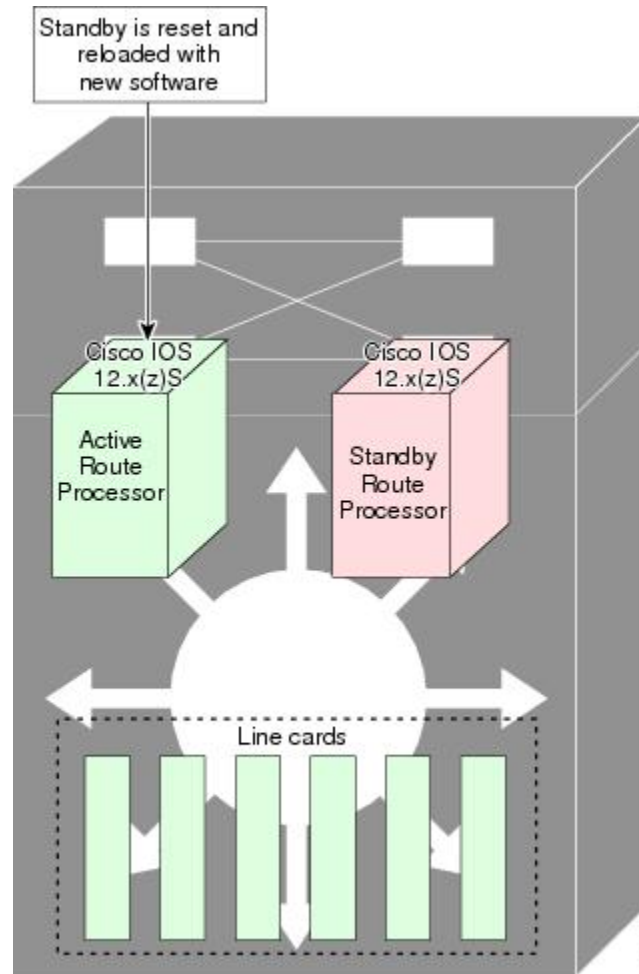 Standby is reset and
reloaded with
new software
Cisco IOS
12.x(z)S
Cisco IOS
12.x(z)S
Active
Route
Processor
Standby
Route
Processor
Line cards